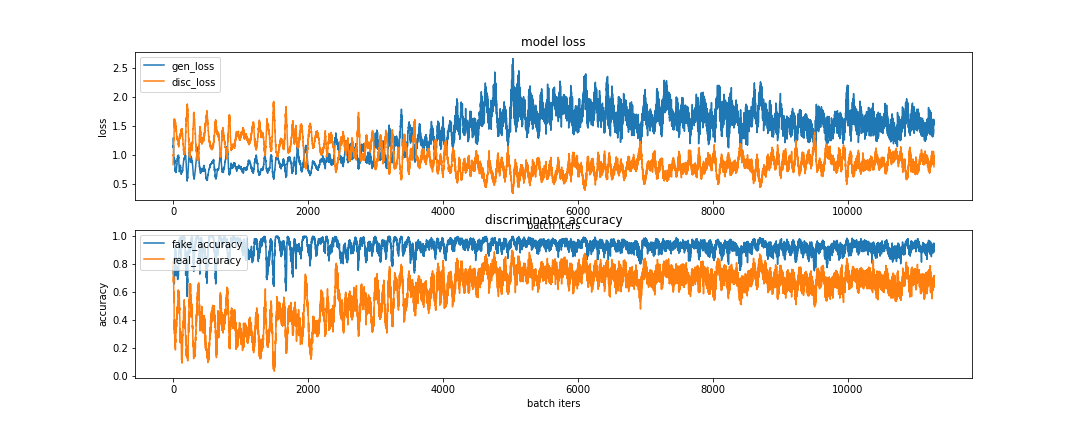 model loss
gen_loss
disc_loss
loss
2.5
2.0
1.5
1.0
0.5
0 2000 4000 6000 8000 10000
batch iters
discriminator accuracy
fake_accuracy
real_accuracy
accuracy
1.0
0.8
0.6
0.4
0.2
0.0
0 2000 4000 6000 8000 10000
batch iters